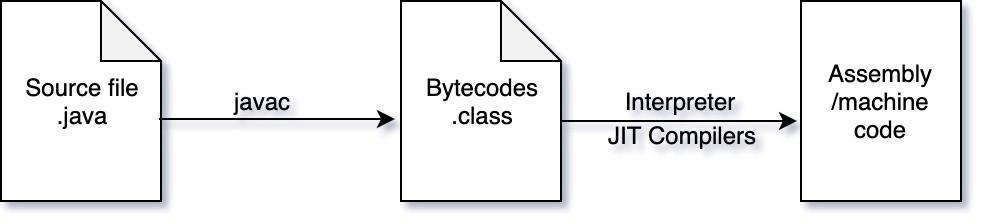 Source file
.java
javac
Bytecodes
.class
Interpreter
JIT Compilers
Assembly
/machine
code